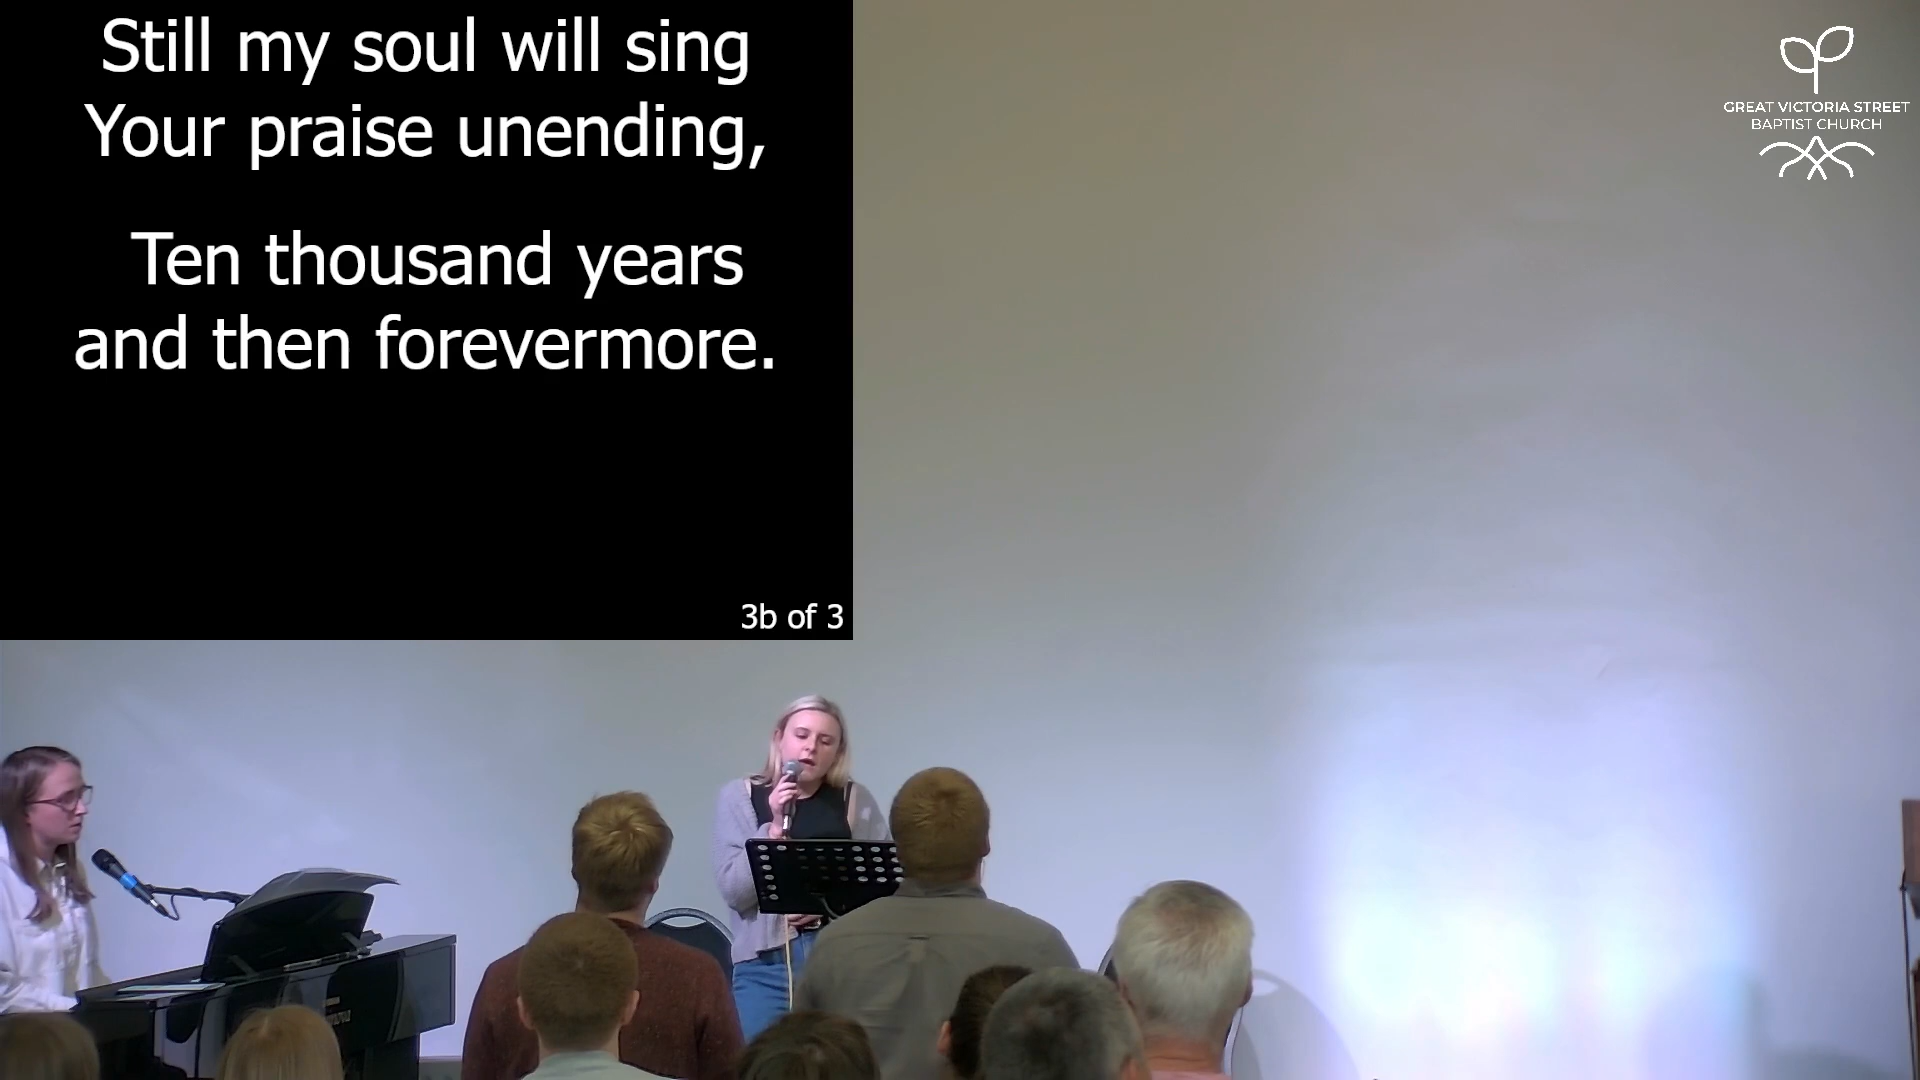 Still my soul will sing
Your praise unending,
Ten thousand years
and then forevermore.
3b of 3
GREAT VICTORIA STREET
BAPTIST CHURCH